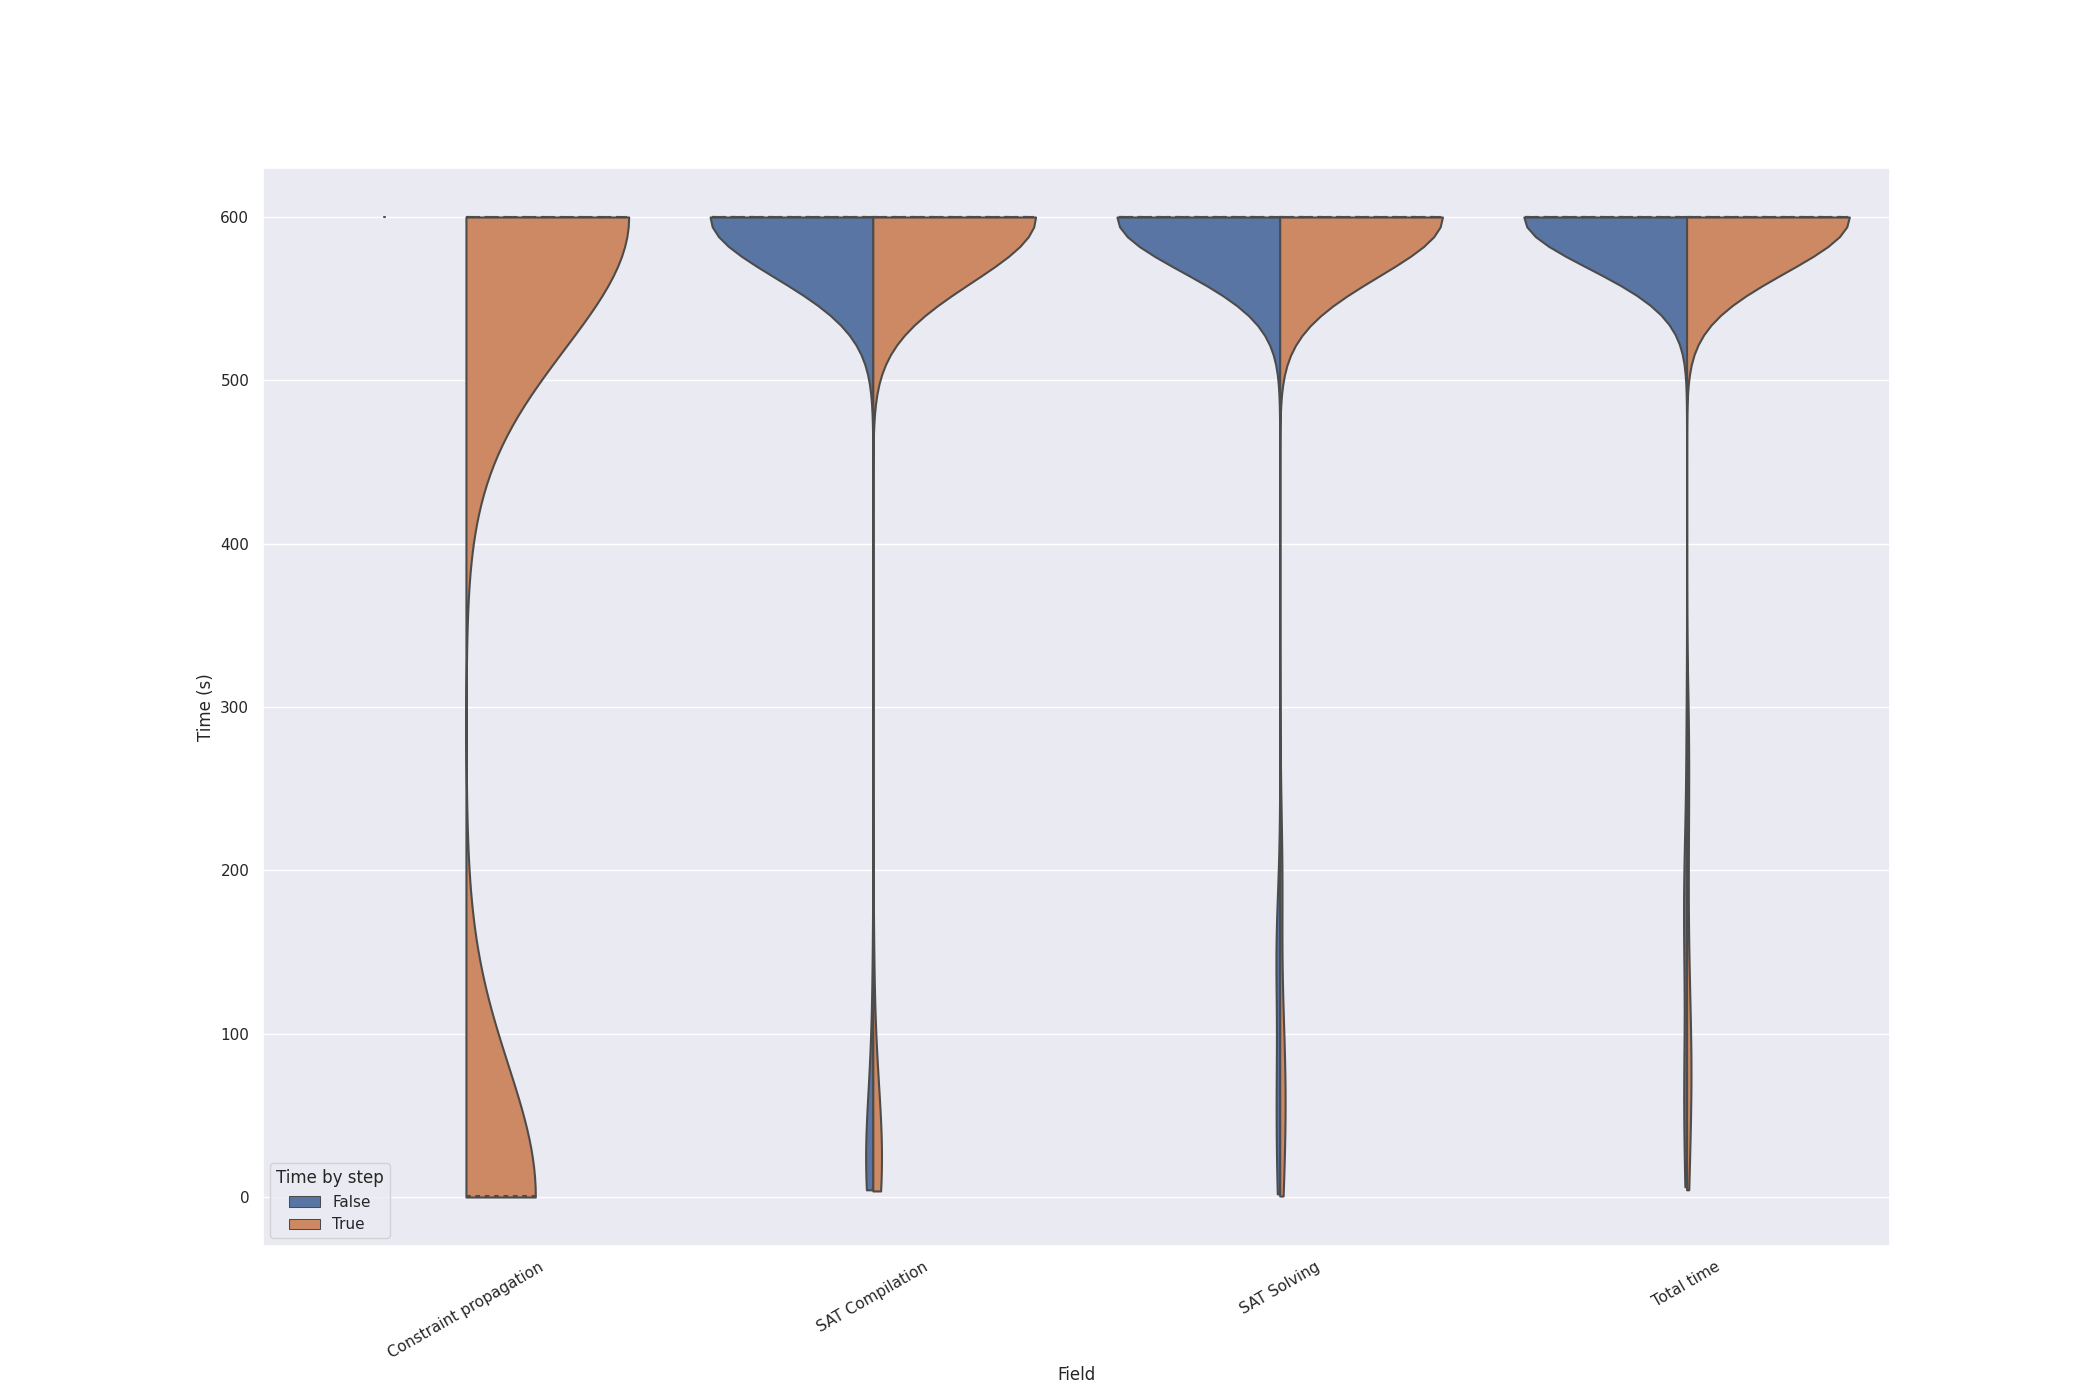 600
500
400
300
200
100
0
Time (s)
Time by step
False
True
Constraint propagation
SAT Compilation
SAT Solving
Total time
Field